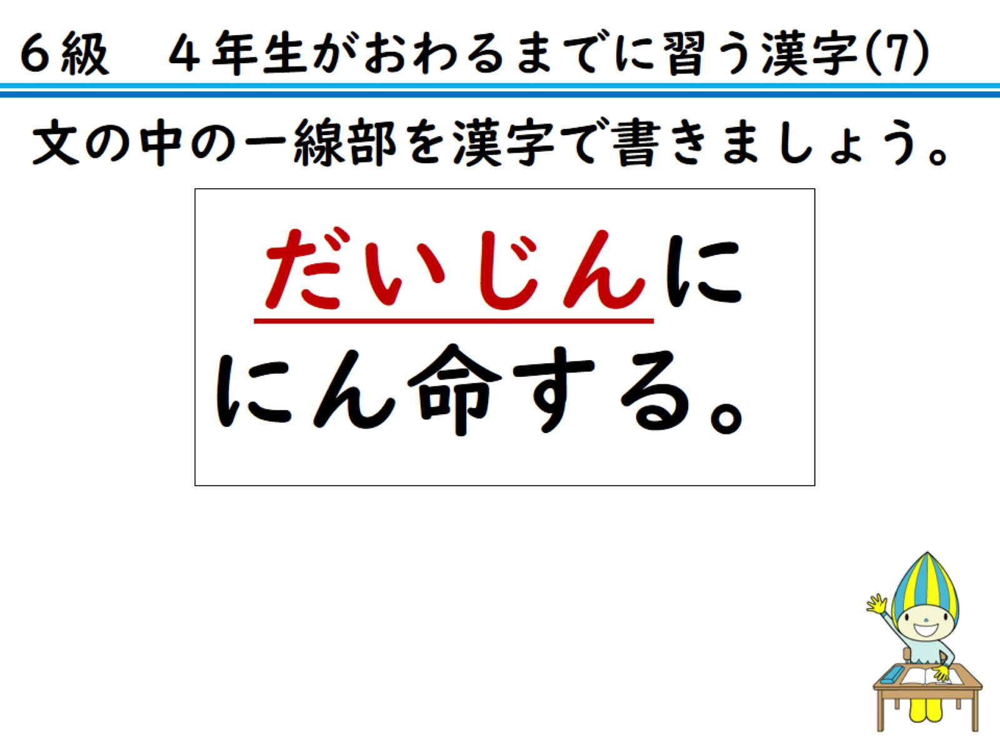 ６級　４年生がおわるまでに習う漢字(7)
文の中の一線部を漢字で書きましょう。
だいじんに
にん命する。